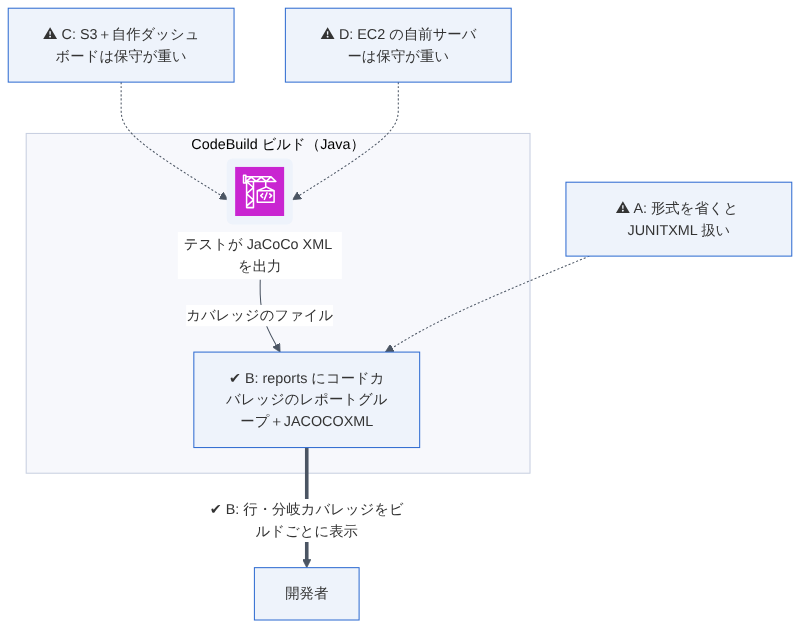 ⚠ C: S3＋自作ダッシュ
ボードは保守が重い
⚠ D: EC2 の自前サーバ
ーは保守が重い
CodeBuild ビルド（Java）
⚠ A: 形式を省くと
JUNITXML 扱い
テストが JaCoCo XML
を出力
カバレッジのファイル
✔ B: reports にコードカ
バレッジのレポートグル
ープ＋JACOCOXML
✔ B: 行・分岐カバレッジをビ
ルドごとに表示
開発者